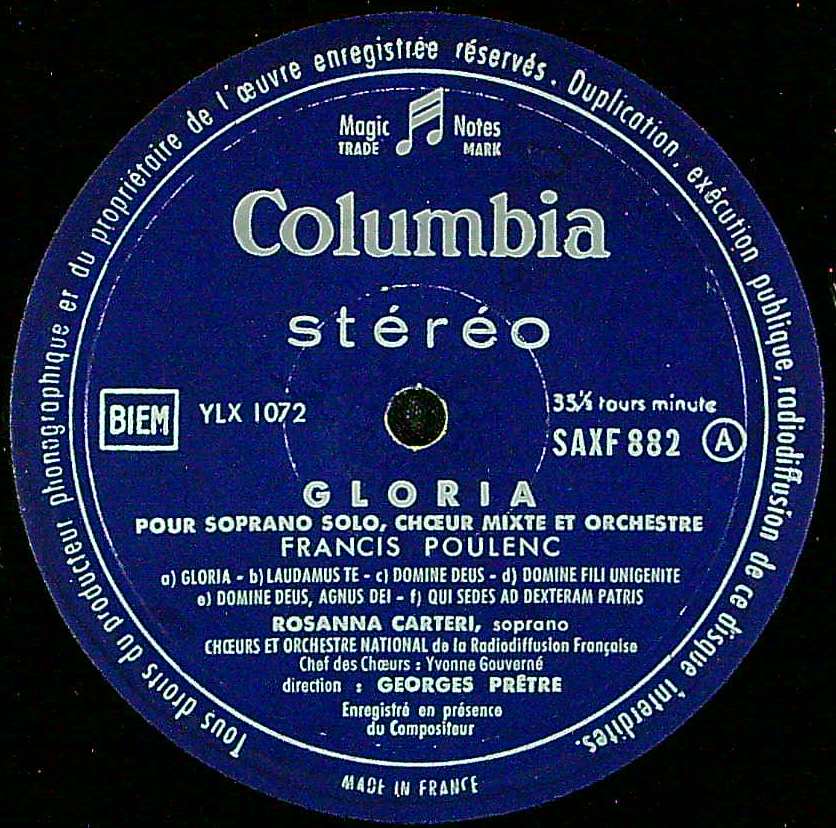 Tous droits du producteur phonographique et du propriétaire de l'œuvre enregistrée réservés. Duplication, exécution publique, radiodiffusion de ce disque interdites.
Magic Notes
TRADE MARK
Columbia
stéréo
BIEM YLX 1072
33⅓ tours minute
SAXF 882 A
GLORIA
POUR SOPRANO SOLO, CHŒUR MIXTE ET ORCHESTRE
FRANCIS POULENC
a) GLORIA - b) LAUDAMUS TE - c) DOMINE DEUS - d) DOMINE FILI UNIGENITE
e) DOMINE DEUS, AGNUS DEI - f) QUI SEDES AD DEXTERAM PATRIS
ROSANNA CARTERI, soprano
CHŒURS ET ORCHESTRE NATIONAL de la Radiodiffusion Française
Chef des Chœurs : Yvonne Gouverné
direction : GEORGES PRÊTRE
Enregistré en présence
du Compositeur
MADE IN FRANCE